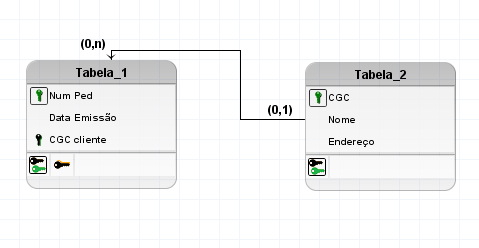 (0,n)
Tabela_1
Num Ped
Data Emissão
CGC cliente
(0,1)
Tabela_2
CGC
Nome
Endereço